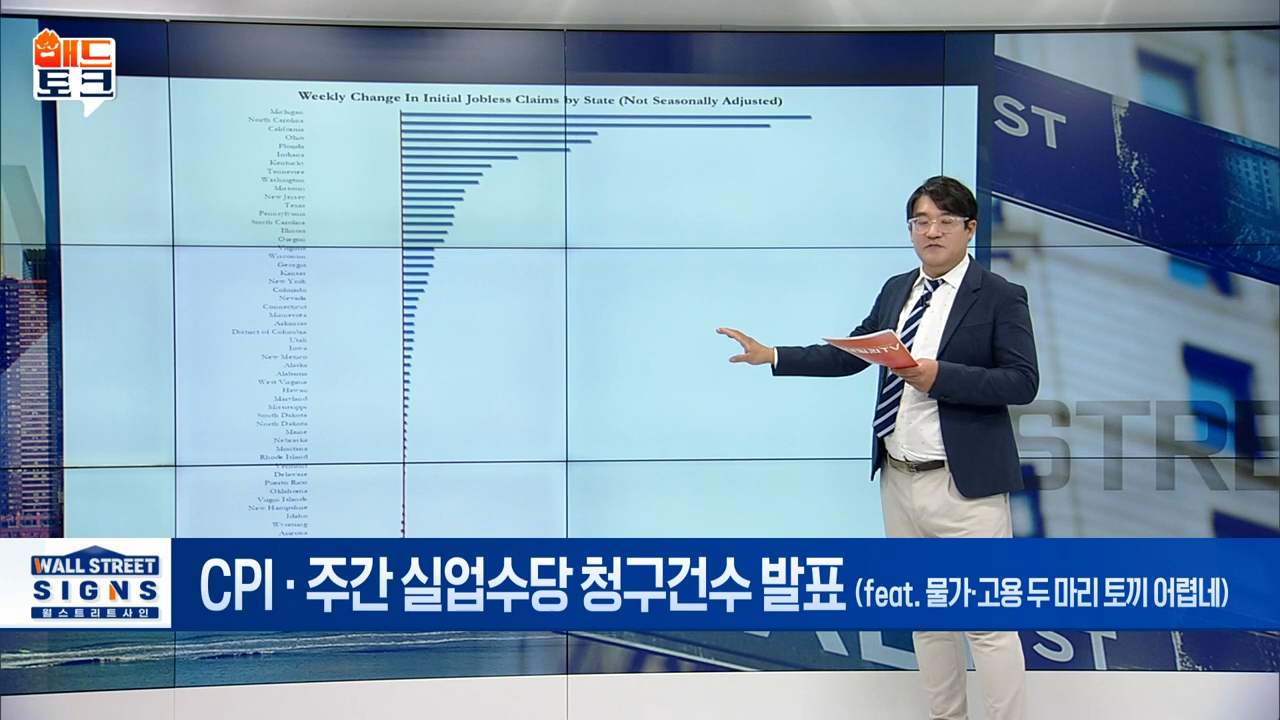 매드
토크
Weekly Change In Initial Jobless Claims by State (Not Seasonally Adjusted)
Michigan
North Carolina
California
Ohio
Florida
Indiana
Kentucky
Tennessee
Washington
Missouri
New Jersey
Texas
Pennsylvania
South Carolina
Illinois
Oregon
Virginia
Wisconsin
Georgia
Kansas
New York
Colorado
Nevada
Connecticut
Minnesota
Arkansas
District of Columbia
Utah
Iowa
New Mexico
Alaska
Alabama
West Virginia
Hawaii
Maryland
Mississippi
South Dakota
North Dakota
Maine
Nebraska
Montana
Rhode Island
Vermont
Delaware
Puerto Rico
Oklahoma
Virgin Islands
New Hampshire
Idaho
Wyoming
Arizona
ST
STRE
WALL STREET
SIGNS
월스트리트사인
CPI · 주간 실업수당 청구건수 발표 (feat. 물가·고용 두 마리 토끼 어렵네)
ST